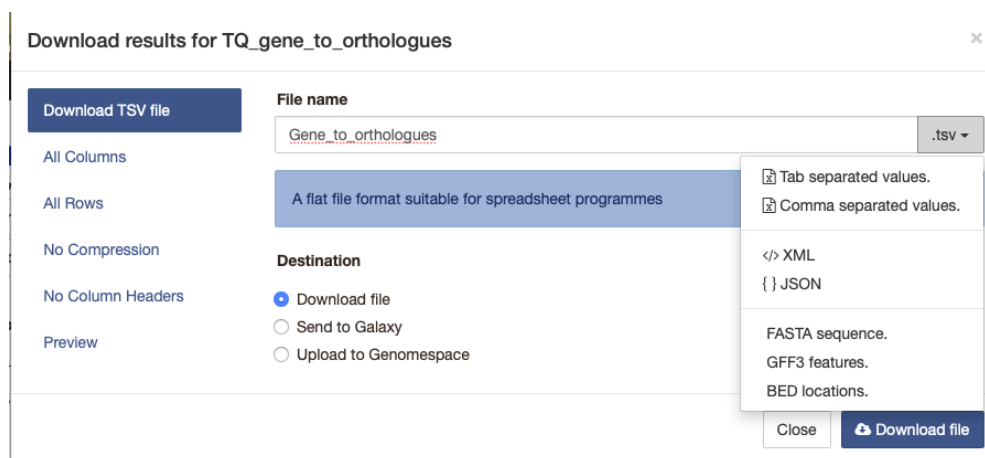 Download results for TQ_gene_to_orthologues
×
Download TSV file
All Columns
All Rows
No Compression
No Column Headers
Preview
File name
Gene_to_orthologues
.tsv
A flat file format suitable for spreadsheet programmes
Destination
Download file
Send to Galaxy
Upload to Genomespace
Tab separated values.
Comma separated values.
</> XML
{ } JSON
FASTA sequence.
GFF3 features.
BED locations.
Close
Download file